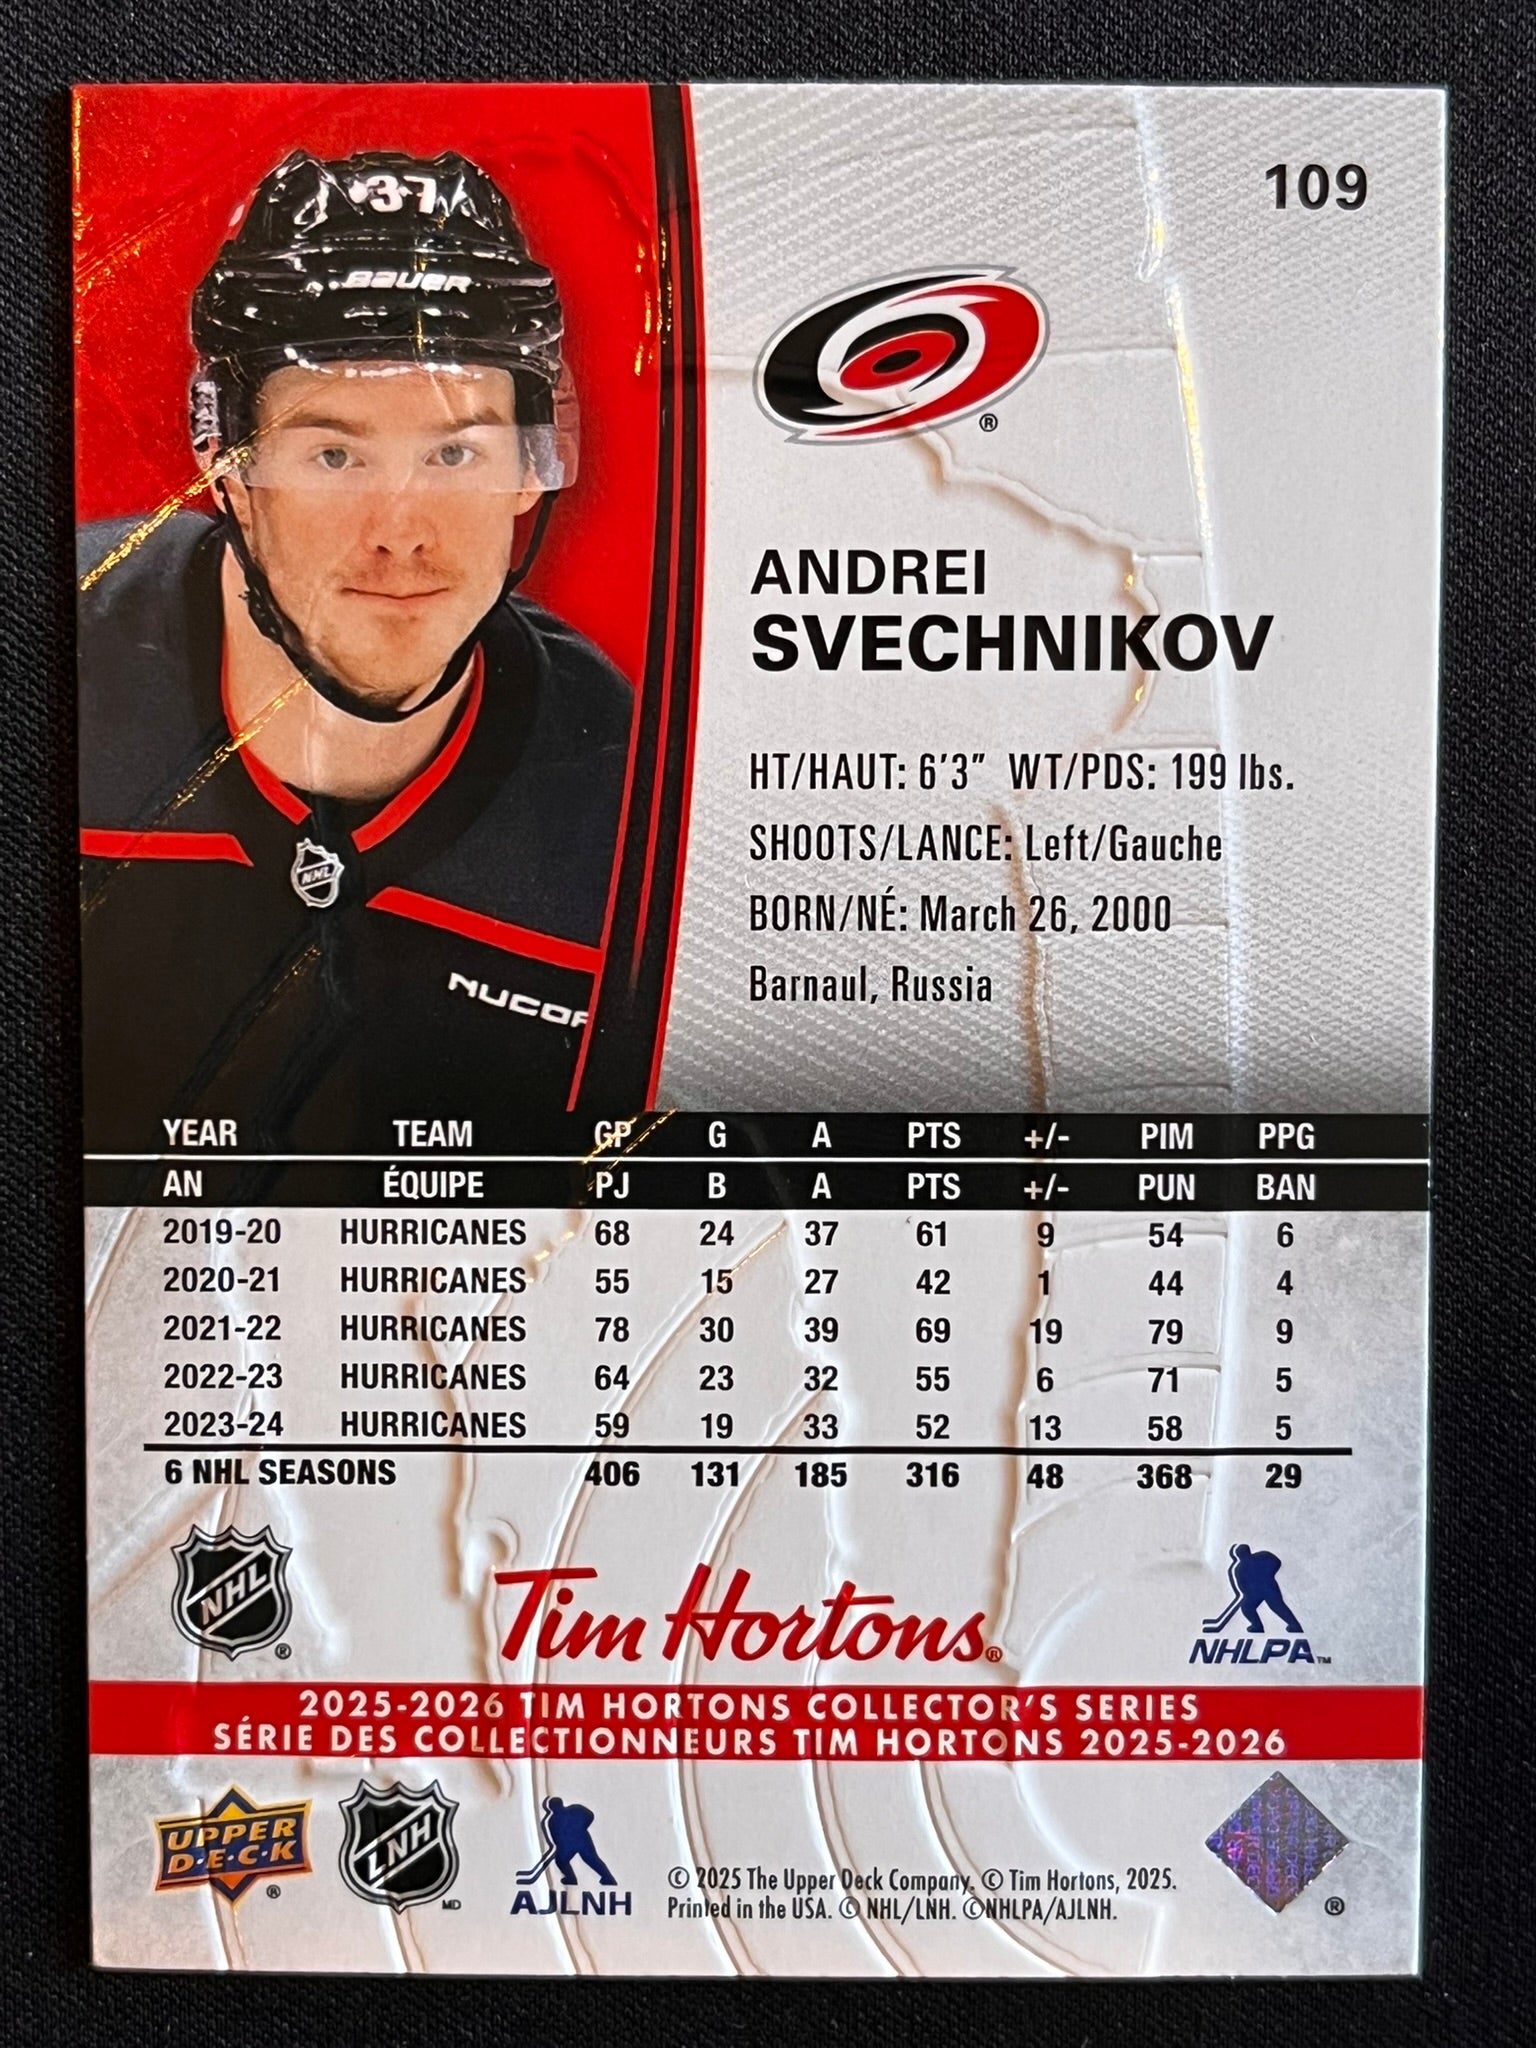 37
BAUER
109
®
ANDREI
SVECHNIKOV
HT/HAUT: 6'3" WT/PDS: 199 lbs.
SHOOTS/LANCE: Left/Gauche
BORN/NÉ: March 26, 2000
Barnaul, Russia
NHL
YEAR TEAM GP G A PTS +/- PIM PPG
AN ÉQUIPE PJ B A PTS +/- PUN BAN
2019-20 HURRICANES 68 24 37 61 9 54 6
2020-21 HURRICANES 55 15 27 42 1 44 4
2021-22 HURRICANES 78 30 39 69 19 79 9
2022-23 HURRICANES 64 23 32 55 6 71 5
2023-24 HURRICANES 59 19 33 52 13 58 5
6 NHL SEASONS 406 131 185 316 48 368 29
NHL ® Tim Hortons® NHLPA™
2025-2026 TIM HORTONS COLLECTOR'S SERIES
SÉRIE DES COLLECTIONNEURS TIM HORTONS 2025-2026
UPPER
D·E·C·K ®
LNH MD
AJLNH
© 2025 The Upper Deck Company. © Tim Hortons, 2025.
Printed in the USA. © NHL/LNH. ©NHLPA/AJLNH.
®